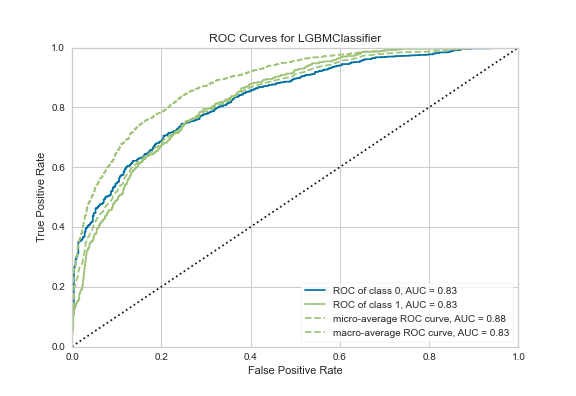 ROC Curves for LGBMClassifier
1.0
0.8
0.6
0.4
0.2
0.0
True Positive Rate
ROC of class 0, AUC = 0.83
ROC of class 1, AUC = 0.83
micro-average ROC curve, AUC = 0.88
macro-average ROC curve, AUC = 0.83
0.0 0.2 0.4 0.6 0.8 1.0
False Positive Rate